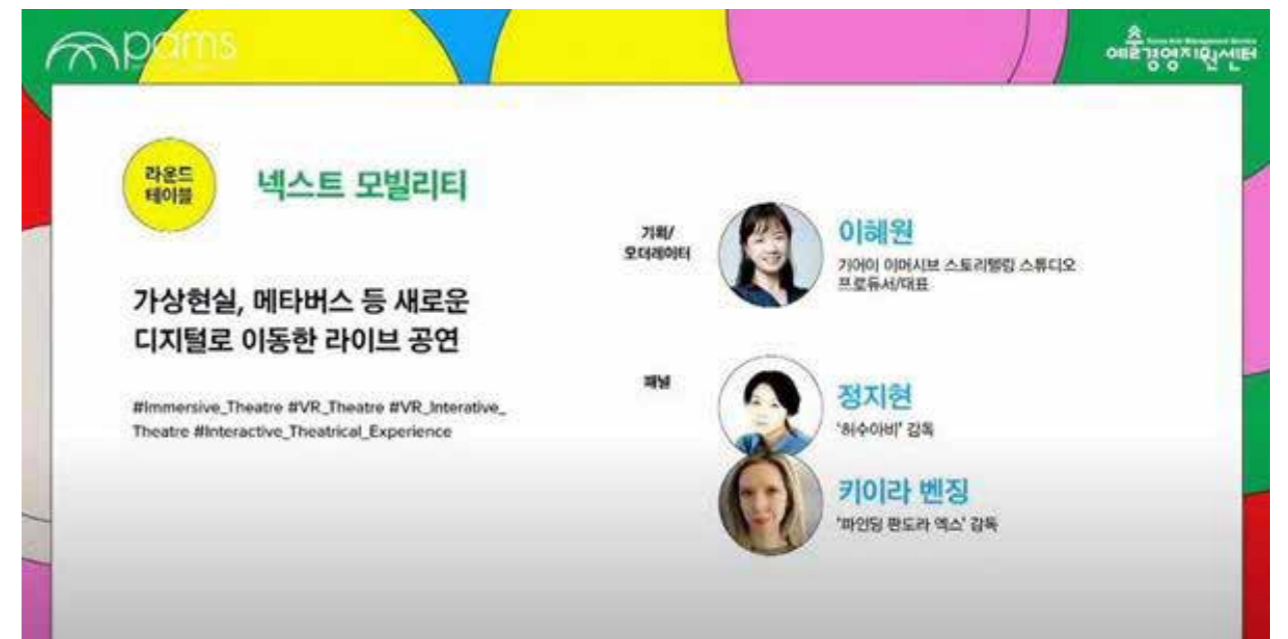 pams
예술경영지원센터
라운드
테이블
넥스트 모빌리티
가상현실, 메타버스 등 새로운
디지털로 이동한 라이브 공연
#Immersive_Theatre #VR_Theatre #VR_Interative_
Theatre #Interactive_Theatrical_Experience
기획/
모더레이터
이혜원
기어이 이머시브 스토리텔링 스튜디오
프로듀서/대표
패널
정지현
'허수아비' 감독
키이라 벤징
'파인딩 판도라 엑스' 감독